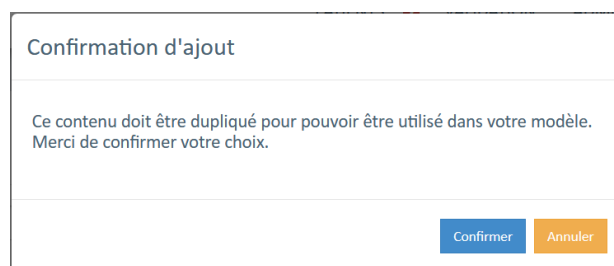 Confirmation d'ajout
Ce contenu doit être dupliqué pour pouvoir être utilisé dans votre modèle.
Merci de confirmer votre choix.
Confirmer
Annuler